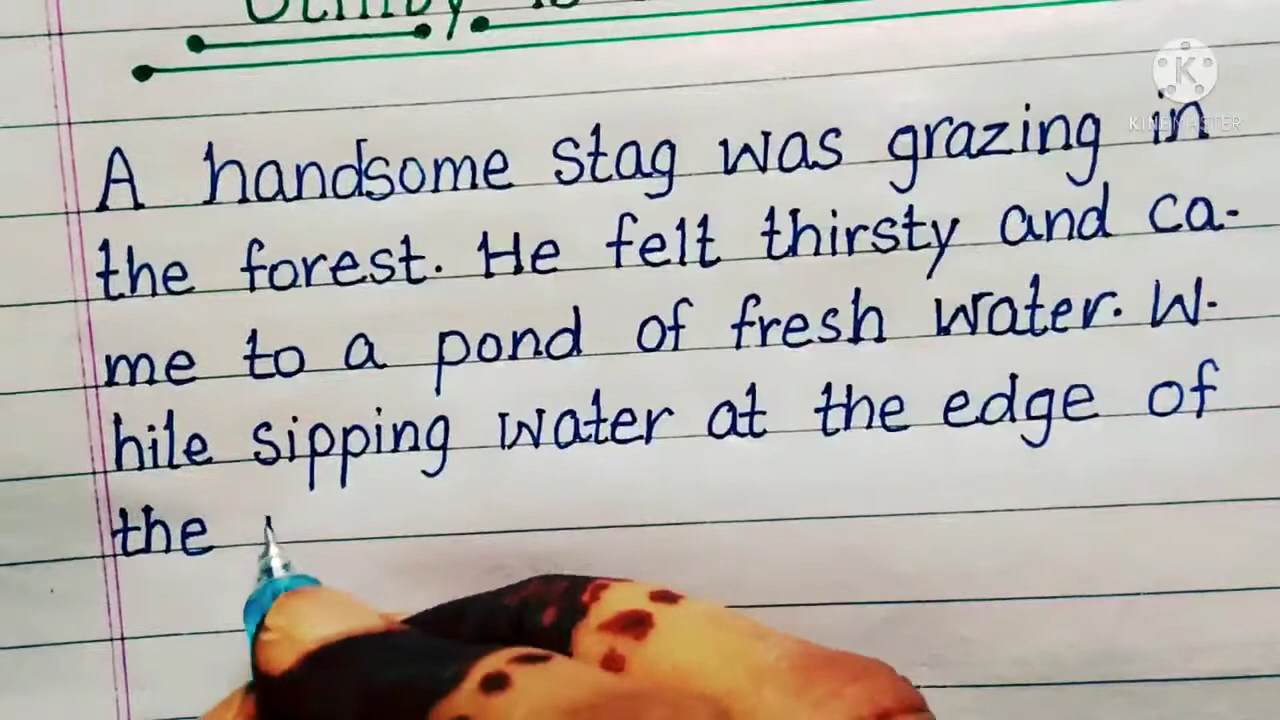 A handsome stag was grazing in
the forest. He felt thirsty and ca-
me to a pond of fresh water. W-
hile sipping water at the edge of
the
KINEMASTER